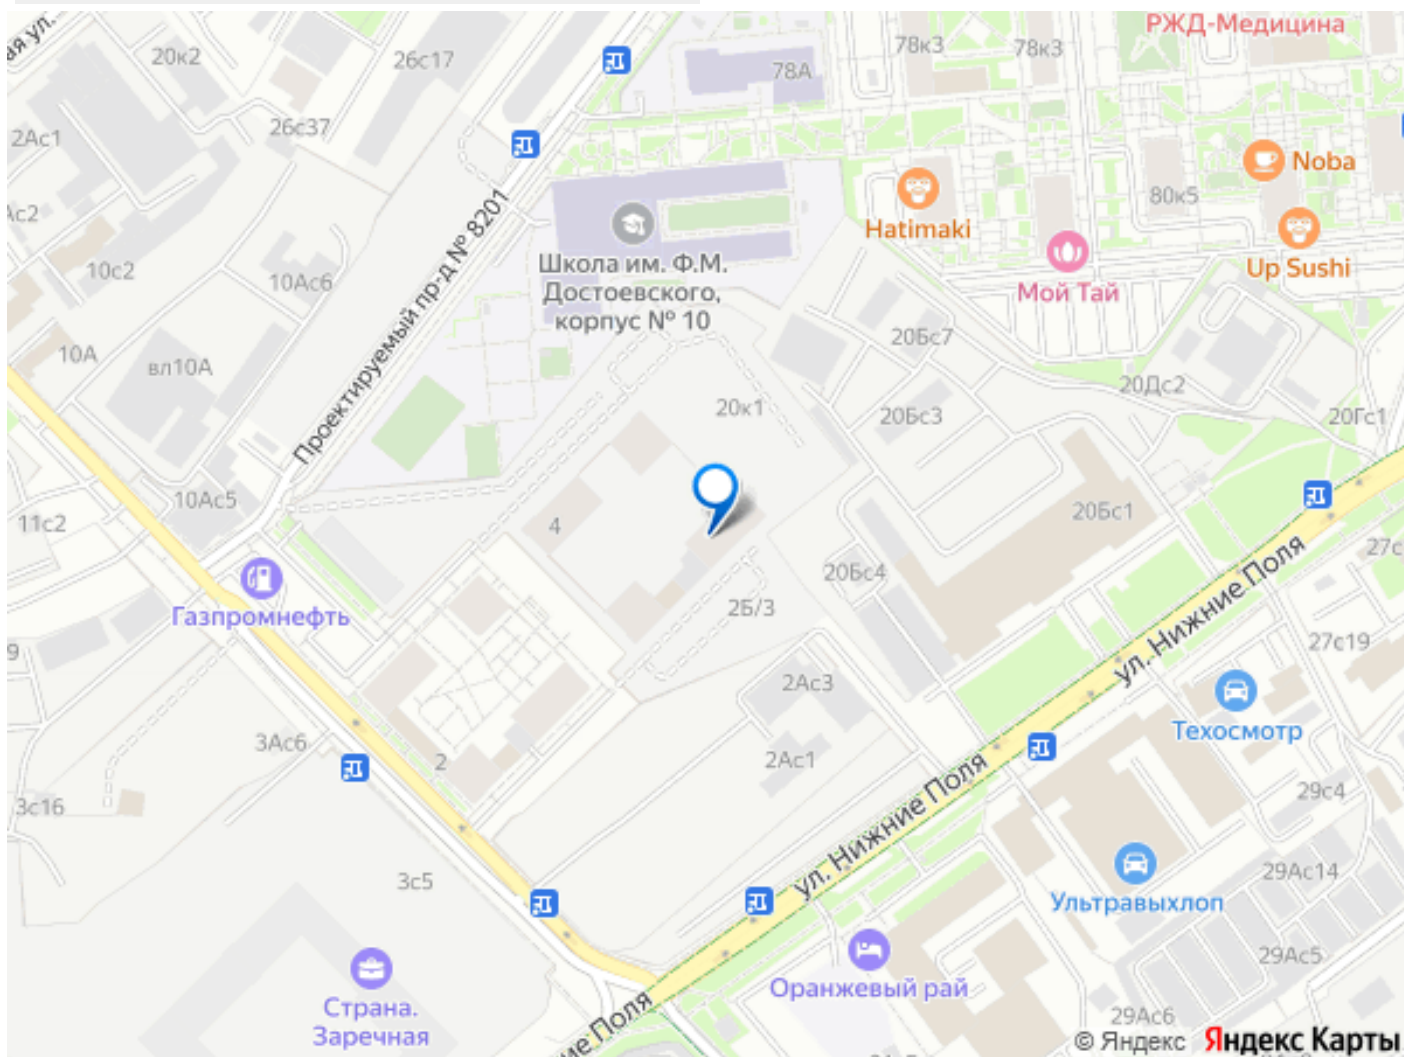 ая ул.
20к2
26с17
78А
78к3
78к3
РЖД-Медицина
2Ас1
26с37
Noba
80к5
Ас2
Hatimaki
10с2
10Ас6
Школа им. Ф.М.
Достоевского,
корпус № 10
Up Sushi
Мой Тай
Проектируемый пр-д № 8201
10А
вл10А
20Бс7
20Дс2
20к1
20Бс3
20Гс1
10Ас5
11с2
4
20Бс1
27с
20Бс4
Газпромнефть
2Б/3
ул. Нижние Поля
27с19
9
2Ас3
Техосмотр
3Ас6
2
2Ас1
3с16
29с4
ул. Нижние Поля
3с5
29Ас14
Ультравыхлоп
29Ас5
Оранжевый рай
Страна.
Заречная
29Ас6
ие Поля
© Яндекс Яндекс Карты